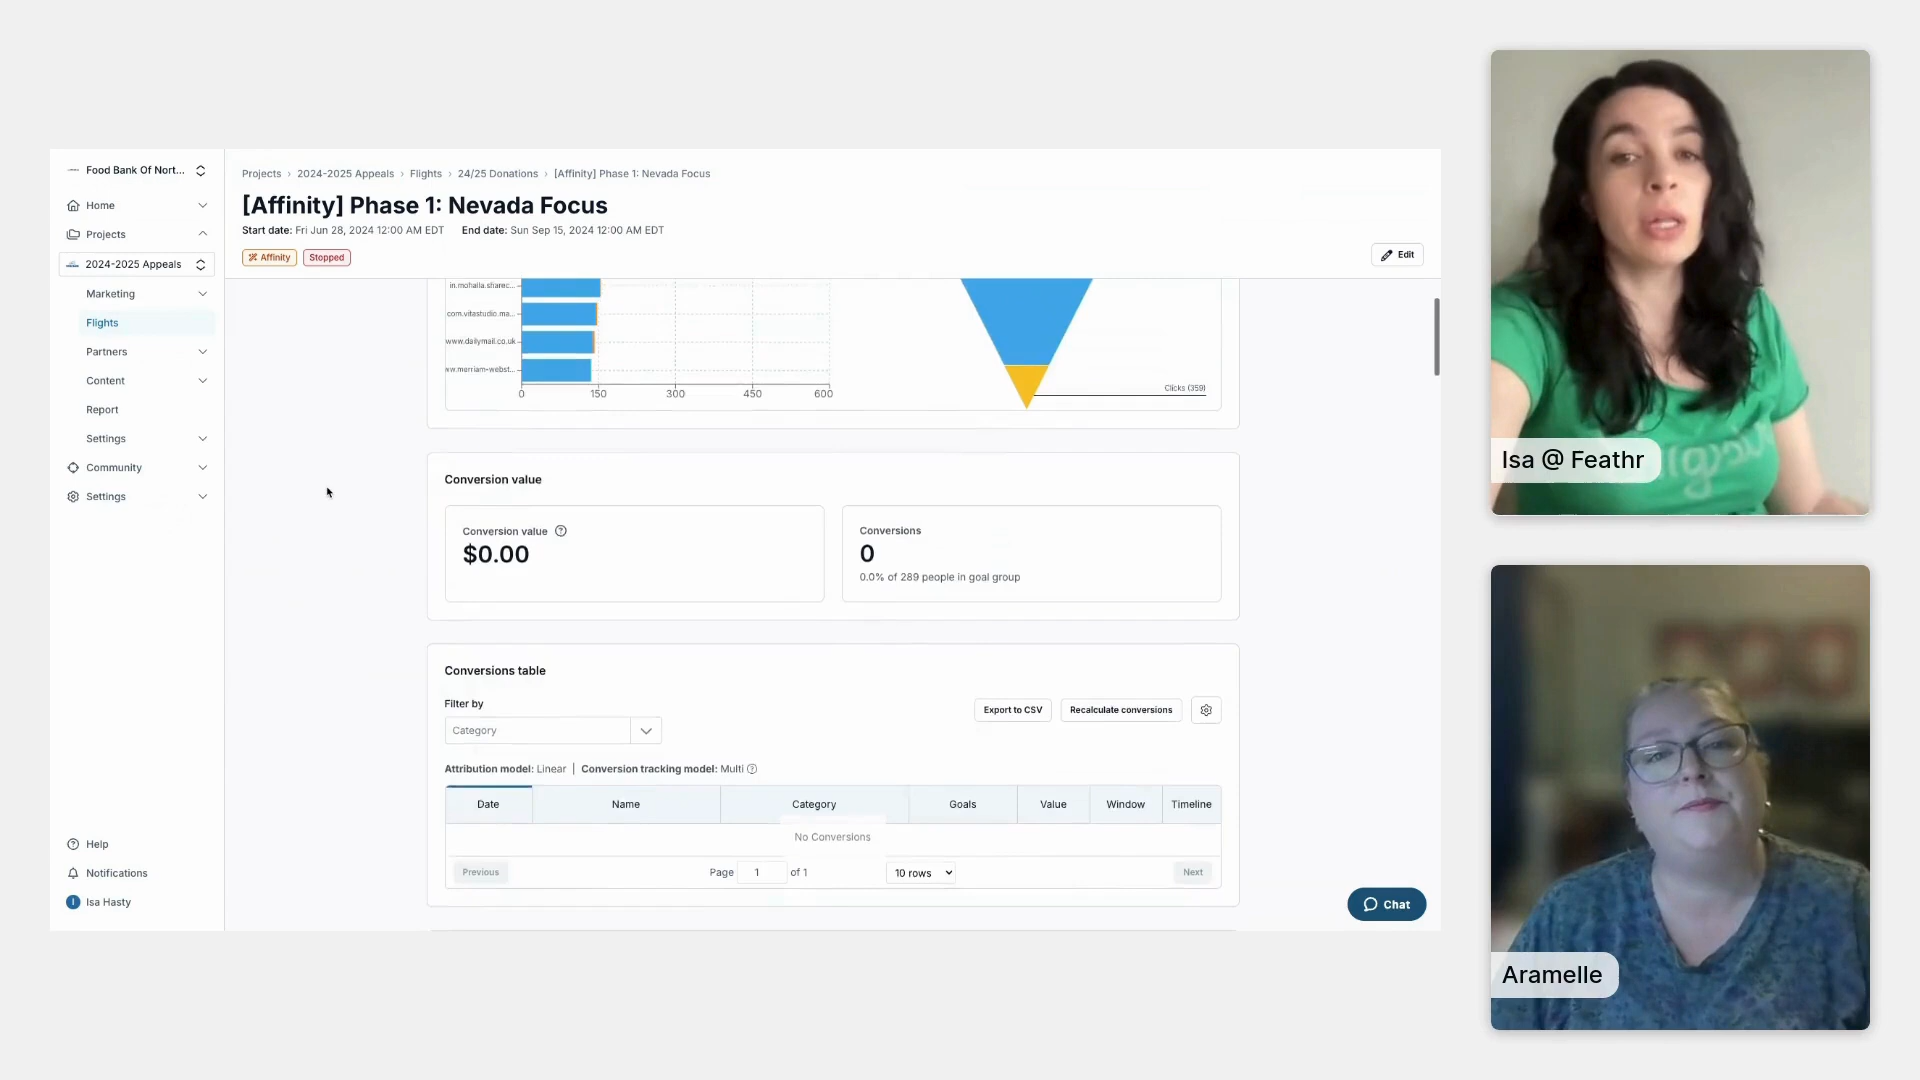 Food Bank Of Nort...
Home
Projects
2024-2025 Appeals
Marketing
Flights
Partners
Content
Report
Settings
Community
Settings
Help
Notifications
I
Isa Hasty
Projects › 2024-2025 Appeals › Flights › 24/25 Donations › [Affinity] Phase 1: Nevada Focus
[Affinity] Phase 1: Nevada Focus
Start date: Fri Jun 28, 2024 12:00 AM EDT End date: Sun Sep 15, 2024 12:00 AM EDT
Affinity
Stopped
Edit
in.mohalla.sharec...
com.vitastudio.ma...
www.dailymail.co.uk
ww.merriam-webst...
0 150 300 450 600
Clicks (359)
Conversion value
Conversion value ?
$0.00
Conversions
0
0.0% of 289 people in goal group
Conversions table
Filter by
Category
Export to CSV
Recalculate conversions
Attribution model: Linear | Conversion tracking model: Multi ?
Date Name Category Goals Value Window Timeline
No Conversions
Previous
Page 1 of 1
10 rows
Next
Chat
Isa @ Feathr
Aramelle